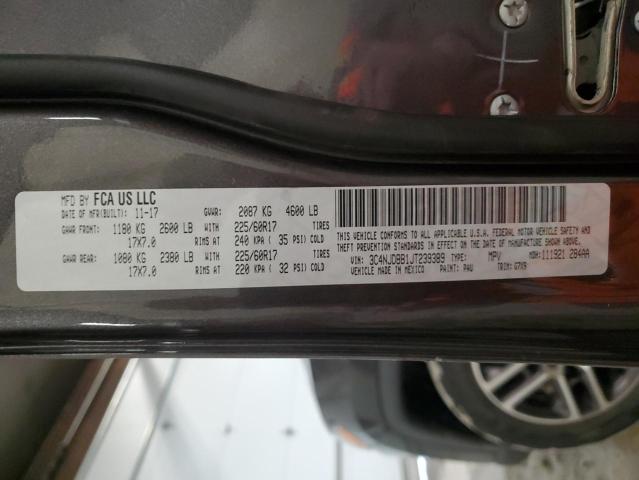 MFD BY FCA US LLC
DATE OF MFR(BUILT): 11-17 GVWR: 2087 KG 4600 LB
GAWR FRONT: 1180 KG 2600 LB WITH 225/60R17 TIRES
17X7.0 RIMS AT 240 KPA ( 35 PSI) COLD
GAWR REAR: 1080 KG 2380 LB WITH 225/60R17 TIRES
17X7.0 RIMS AT 220 KPA ( 32 PSI) COLD
THIS VEHICLE CONFORMS TO ALL APPLICABLE U.S.A. FEDERAL MOTOR VEHICLE SAFETY AND
THEFT PREVENTION STANDARDS IN EFFECT ON THE DATE OF MANUFACTURE SHOWN ABOVE.
VIN: 3C4NJDBB1JT239389 TYPE: MPV MDH: 111921 284AA
VEHICLE MADE IN MEXICO PAINT: PAU TRIM: G7X9